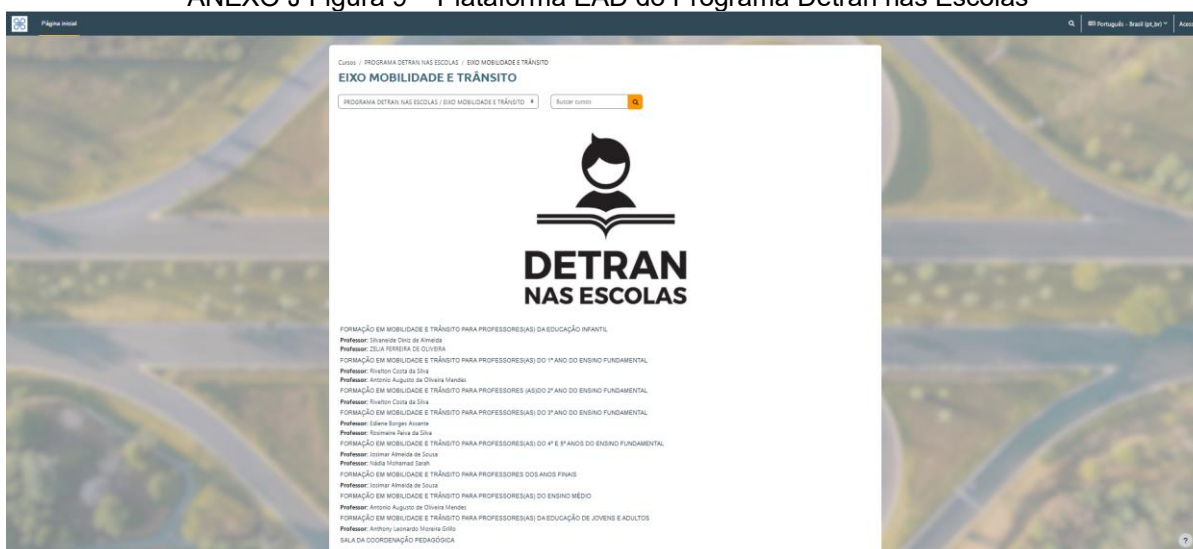 ANEXO J Figura 9 – Plataforma EAD do Programa Detran nas Escolas
Página inicial
Português - Brasil (pt_br)
Cursos / PROGRAMA DETRAN NAS ESCOLAS / EIXO MOBILIDADE E TRÂNSITO
EIXO MOBILIDADE E TRÂNSITO
PROGRAMA DETRAN NAS ESCOLAS / EIXO MOBILIDADE E TRÂNSITO
Buscar cursos
DETRAN
NAS ESCOLAS
FORMAÇÃO EM MOBILIDADE E TRÂNSITO PARA PROFESSORES(AS) DA EDUCAÇÃO INFANTIL
Professor: Silvaneide Diniz de Almeida
Professor: ZELIA FERREIRA DE OLIVEIRA
FORMAÇÃO EM MOBILIDADE E TRÂNSITO PARA PROFESSORES(AS) DO 1º ANO DO ENSINO FUNDAMENTAL
Professor: Rivelton Costa da Silva
Professor: Antonio Augusto de Oliveira Mendes
FORMAÇÃO EM MOBILIDADE E TRÂNSITO PARA PROFESSORES (AS)DO 2º ANO DO ENSINO FUNDAMENTAL
Professor: Rivelton Costa da Silva
FORMAÇÃO EM MOBILIDADE E TRÂNSITO PARA PROFESSORES(AS) DO 3º ANO DO ENSINO FUNDAMENTAL
Professor: Ediene Borges
Professor: Rosimeire Paiva da Silva
FORMAÇÃO EM MOBILIDADE E TRÂNSITO PARA PROFESSORES(AS) DO 4º E 5º ANOS DO ENSINO FUNDAMENTAL
Professor: Josimar Almeida de Sousa
Professor: Nádia Mohamad Sarah
FORMAÇÃO EM MOBILIDADE E TRÂNSITO PARA PROFESSORES DOS ANOS FINAIS
Professor: Josimar Almeida de Souza
FORMAÇÃO EM MOBILIDADE E TRÂNSITO PARA PROFESSORES(AS) DO ENSINO MÉDIO
Professor: Antonio Augusto de Oliveira Mendes
FORMAÇÃO EM MOBILIDADE E TRÂNSITO PARA PROFESSORES(AS) DA EDUCAÇÃO DE JOVENS E ADULTOS
Professor: Anthony Leonardo Moreira Grillo
SALA DA COORDENAÇÃO PEDAGÓGICA
?